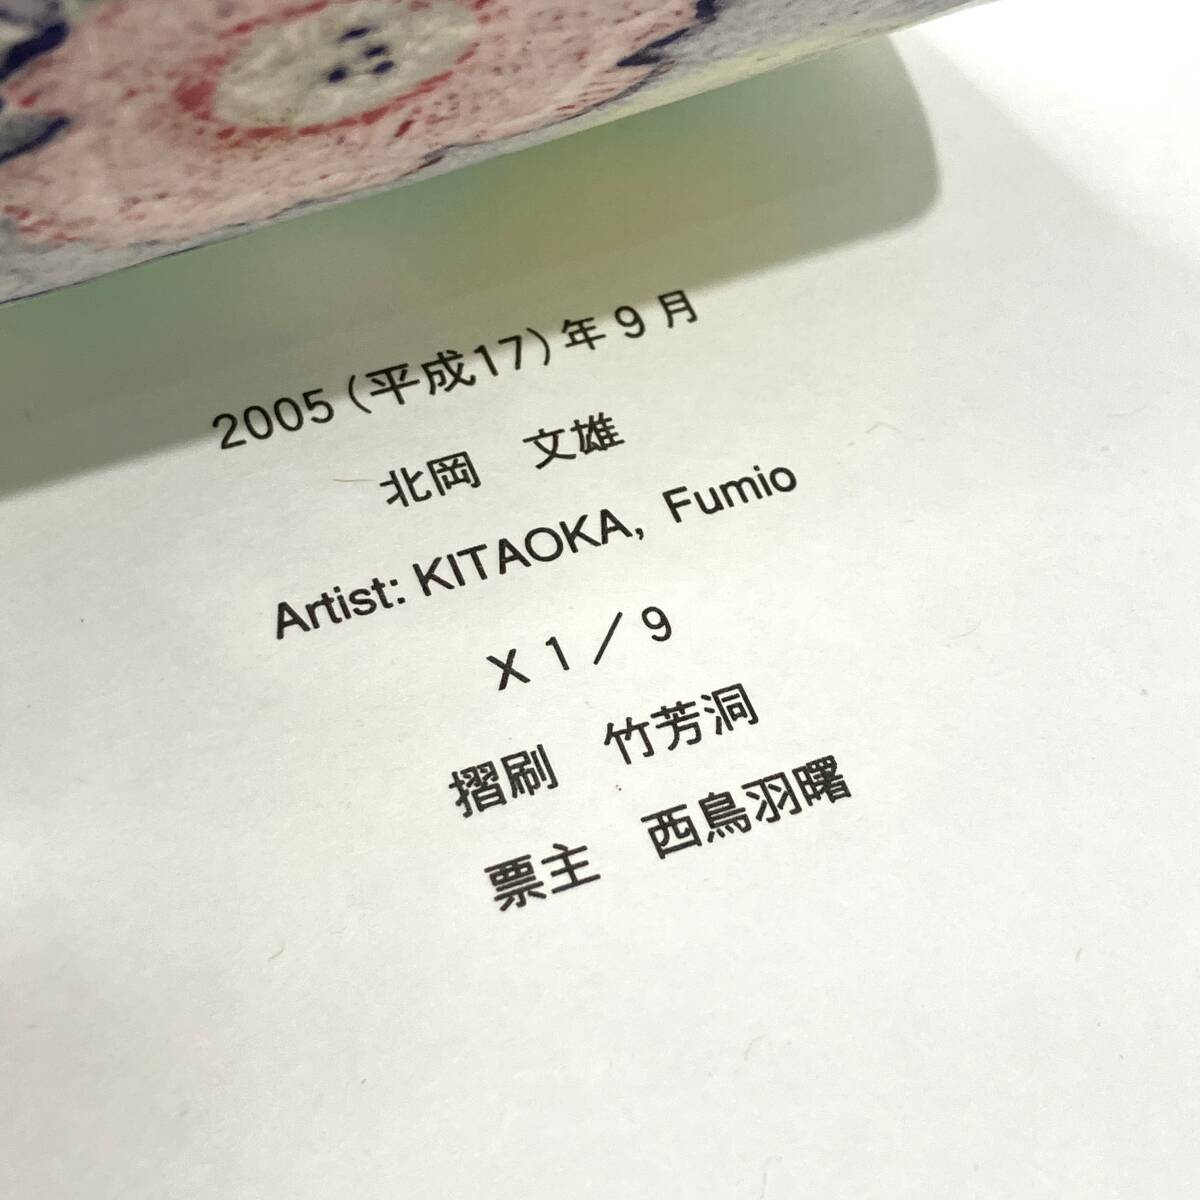 2005(平成17)年9月
北岡　文雄
Artist: KITAOKA, Fumio
X1／9
摺刷　竹芳洞
票主　西鳥羽曙